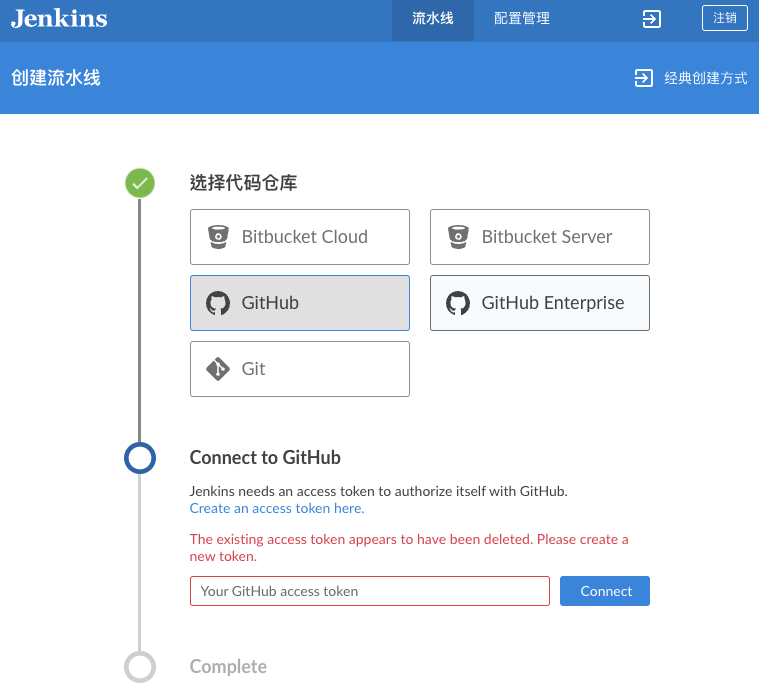 Jenkins
流水线
配置管理
注销
创建流水线
经典创建方式
选择代码仓库
Bitbucket Cloud
Bitbucket Server
GitHub
GitHub Enterprise
Git
Connect to GitHub
Jenkins needs an access token to authorize itself with GitHub.
Create an access token here.
The existing access token appears to have been deleted. Please create a
new token.
Your GitHub access token
Connect
Complete